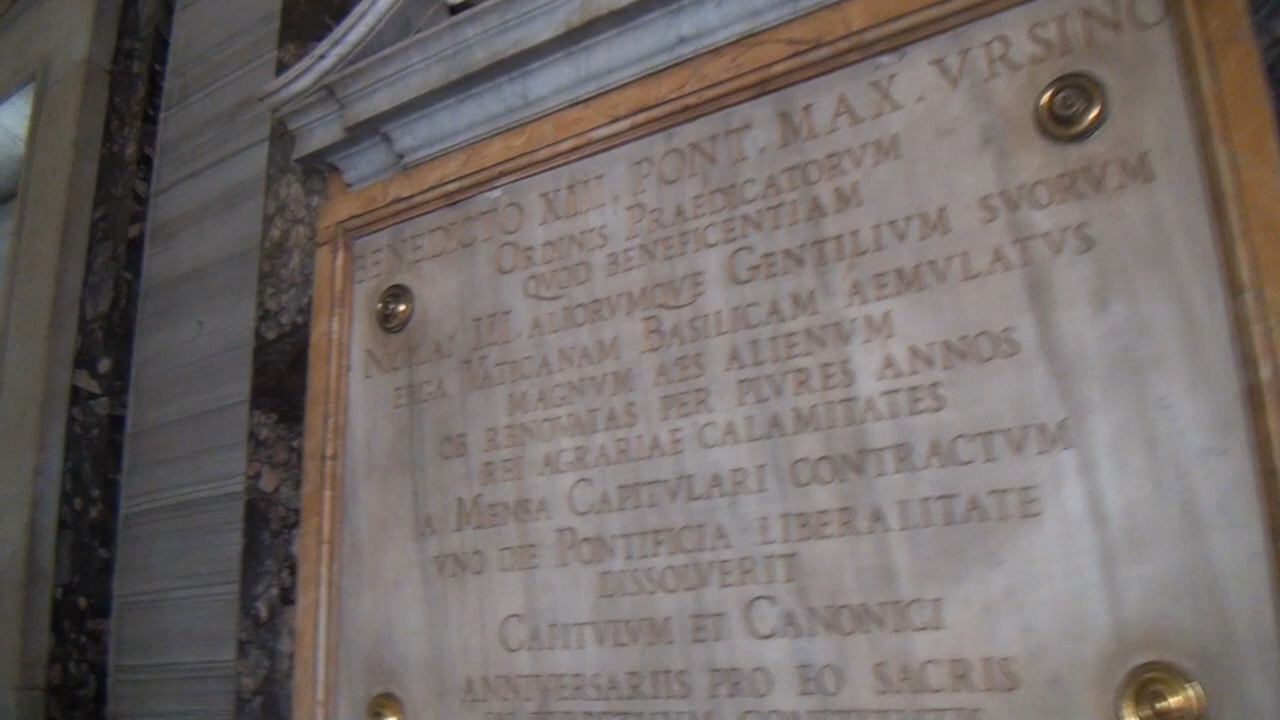 BENEDICTO XIII. PONT. MAX. VRSINO
ORDINIS PRAEDICATORVM
QVOD BENEFICENTIAM
NICOLAI III. ALIORVMQVE GENTILIVM SVORVM
ERGA VATICANAM BASILICAM AEMVLATVS
MAGNVM AES ALIENVM
OB PER PLVRES ANNOS
REI AGRARIAE CALAMITATES
A MENSA CAPITVLARI CONTRACTVM
VNO DIE PONTIFICIA LIBERALITATE
DISSOLVERIT
CAPITVLVM ET CANONICI
ANNIVERSARIIS PRO EO SACRIS